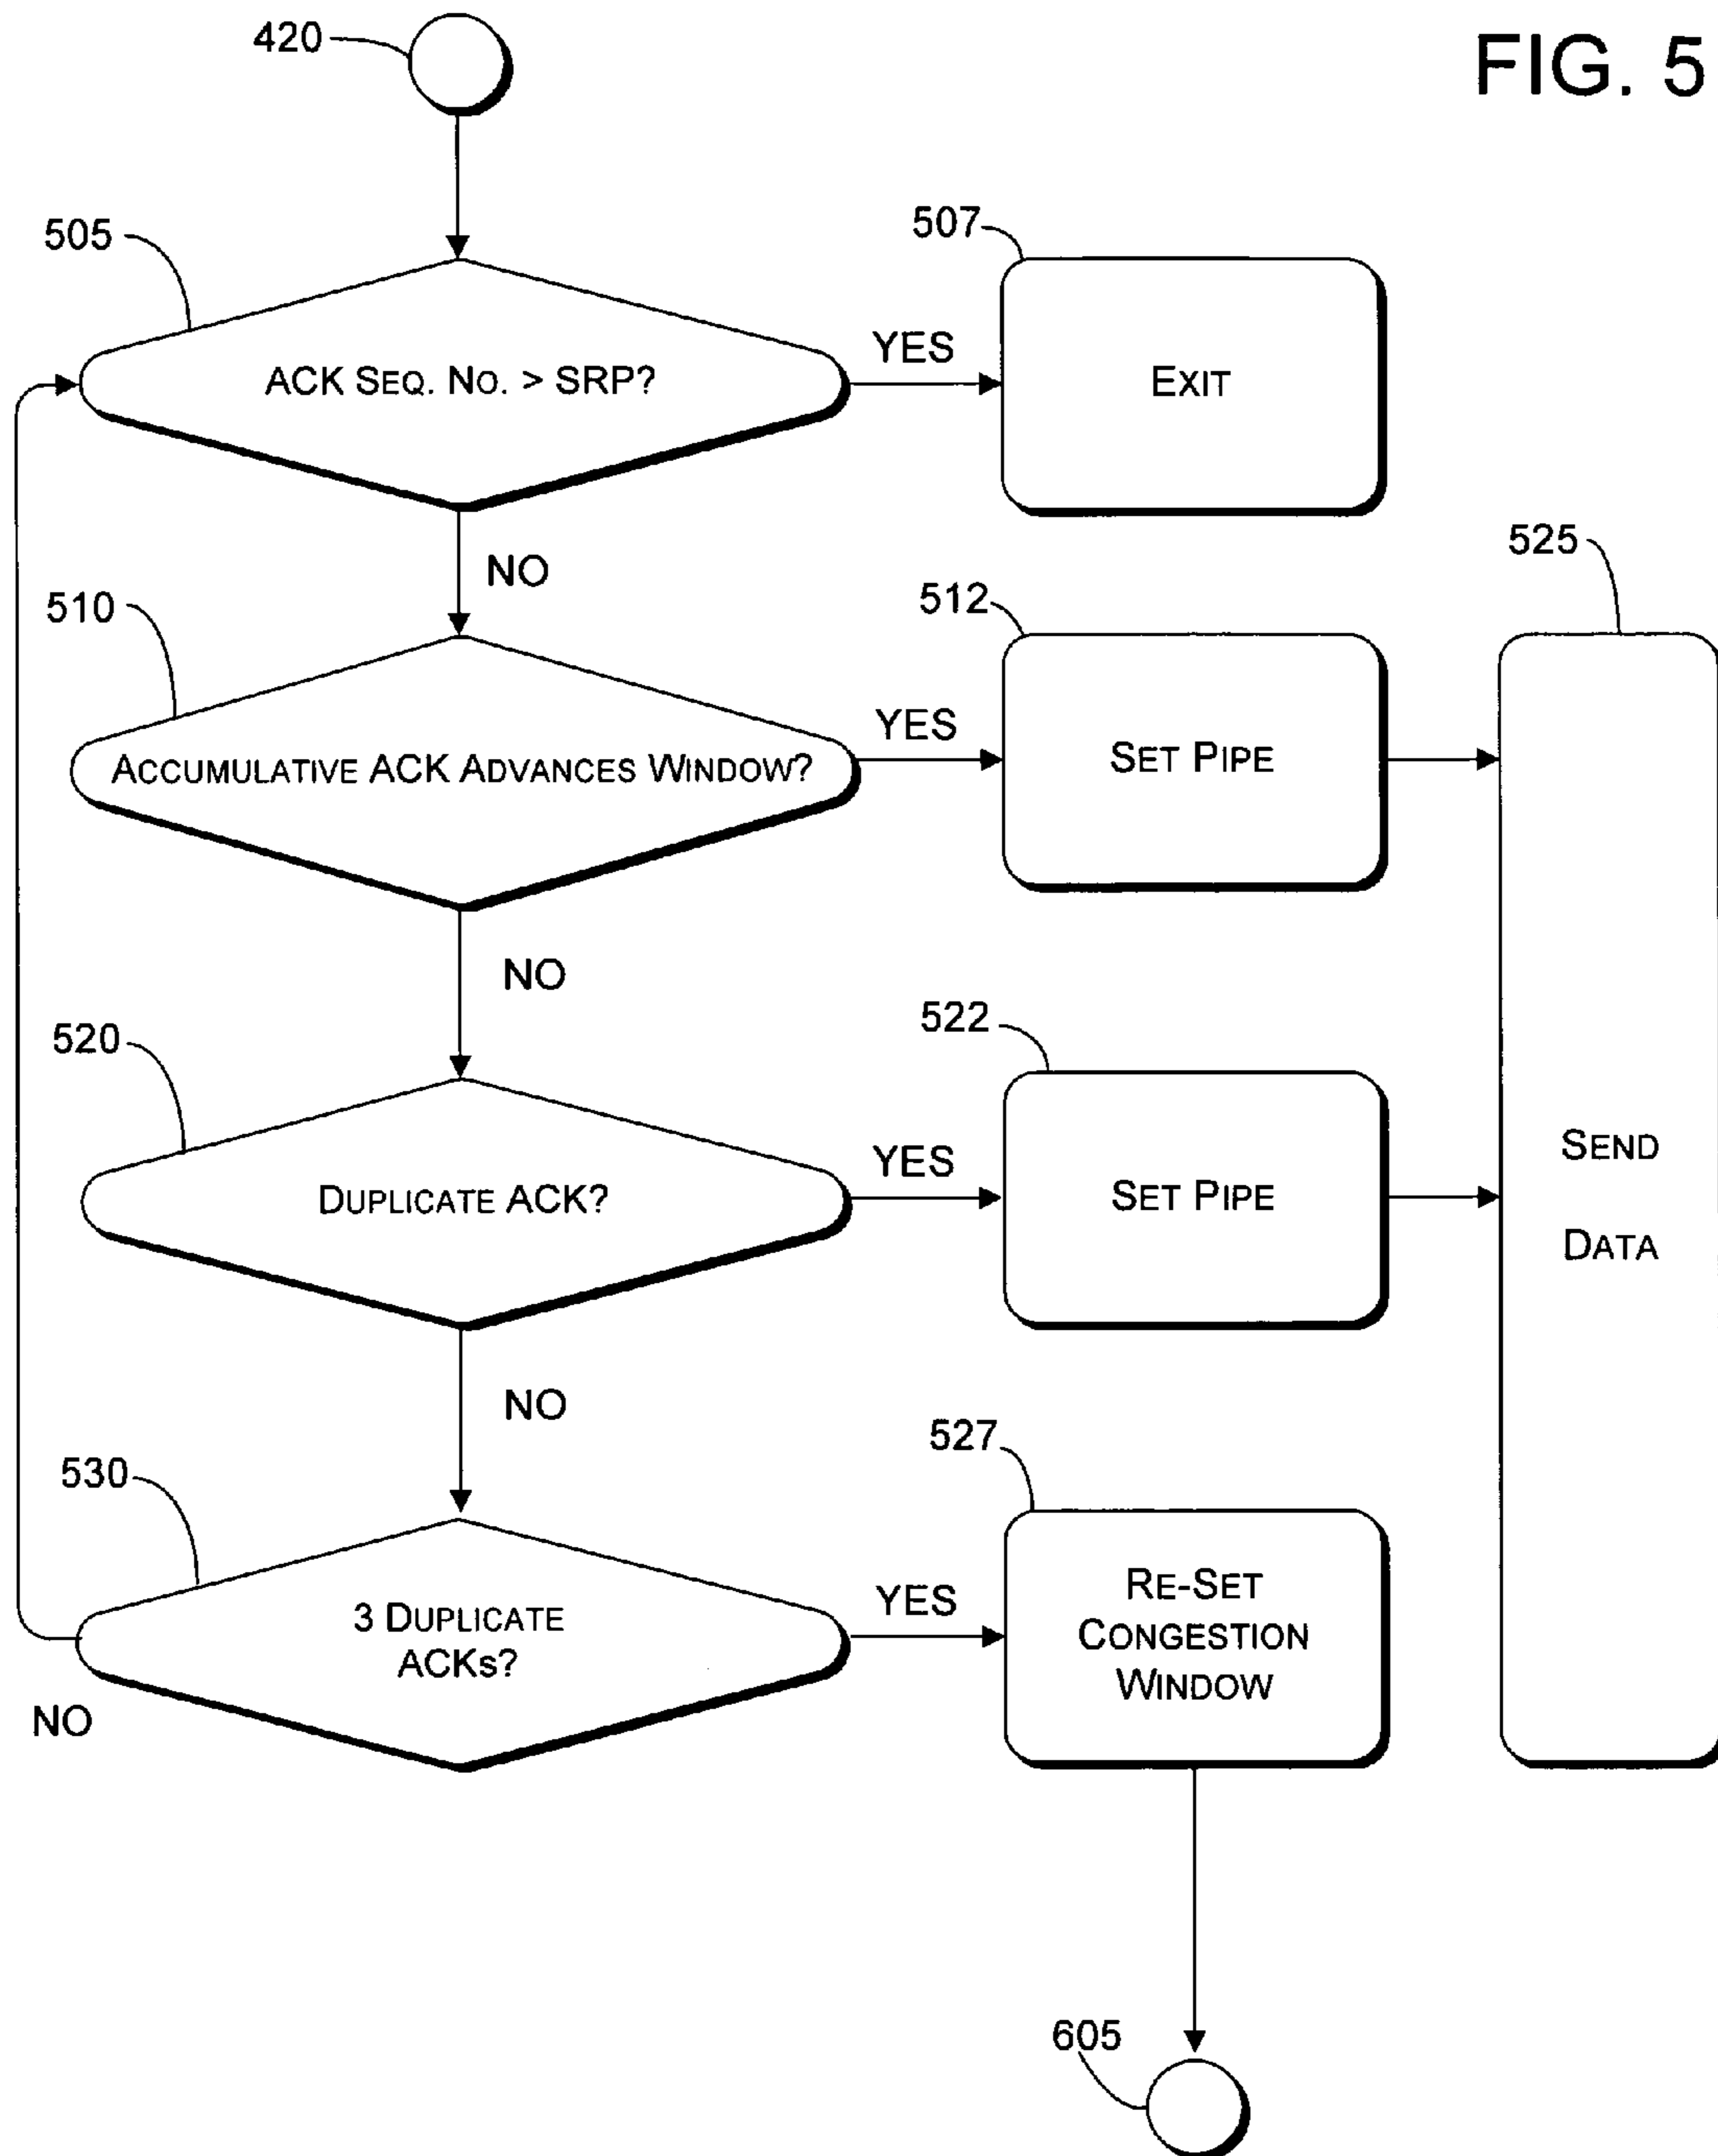 FIG. 5
420
505
507
ACK SEQ. NO. > SRP?
YES
EXIT
NO
510
512
525
ACCUMULATIVE ACK ADVANCES WINDOW?
YES
SET PIPE
NO
520
522
DUPLICATE ACK?
YES
SET PIPE
SEND
DATA
NO
530
527
3 DUPLICATE
ACKs?
YES
RE-SET
CONGESTION
WINDOW
NO
605